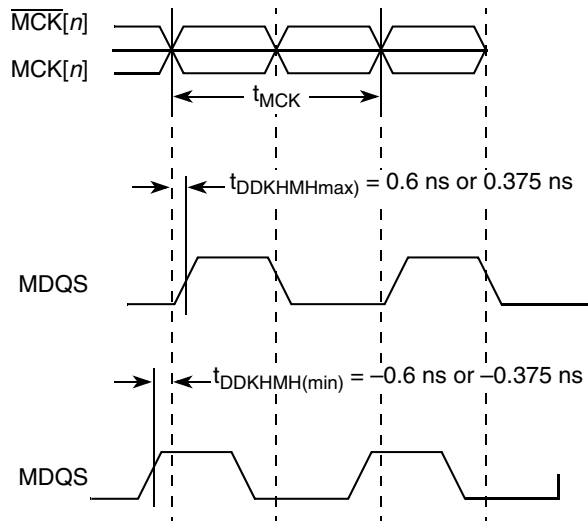 MCK[n]
MCK[n]
tMCK
tDDKHMHmax) = 0.6 ns or 0.375 ns
MDQS
tDDKHMH(min) = –0.6 ns or –0.375 ns
MDQS